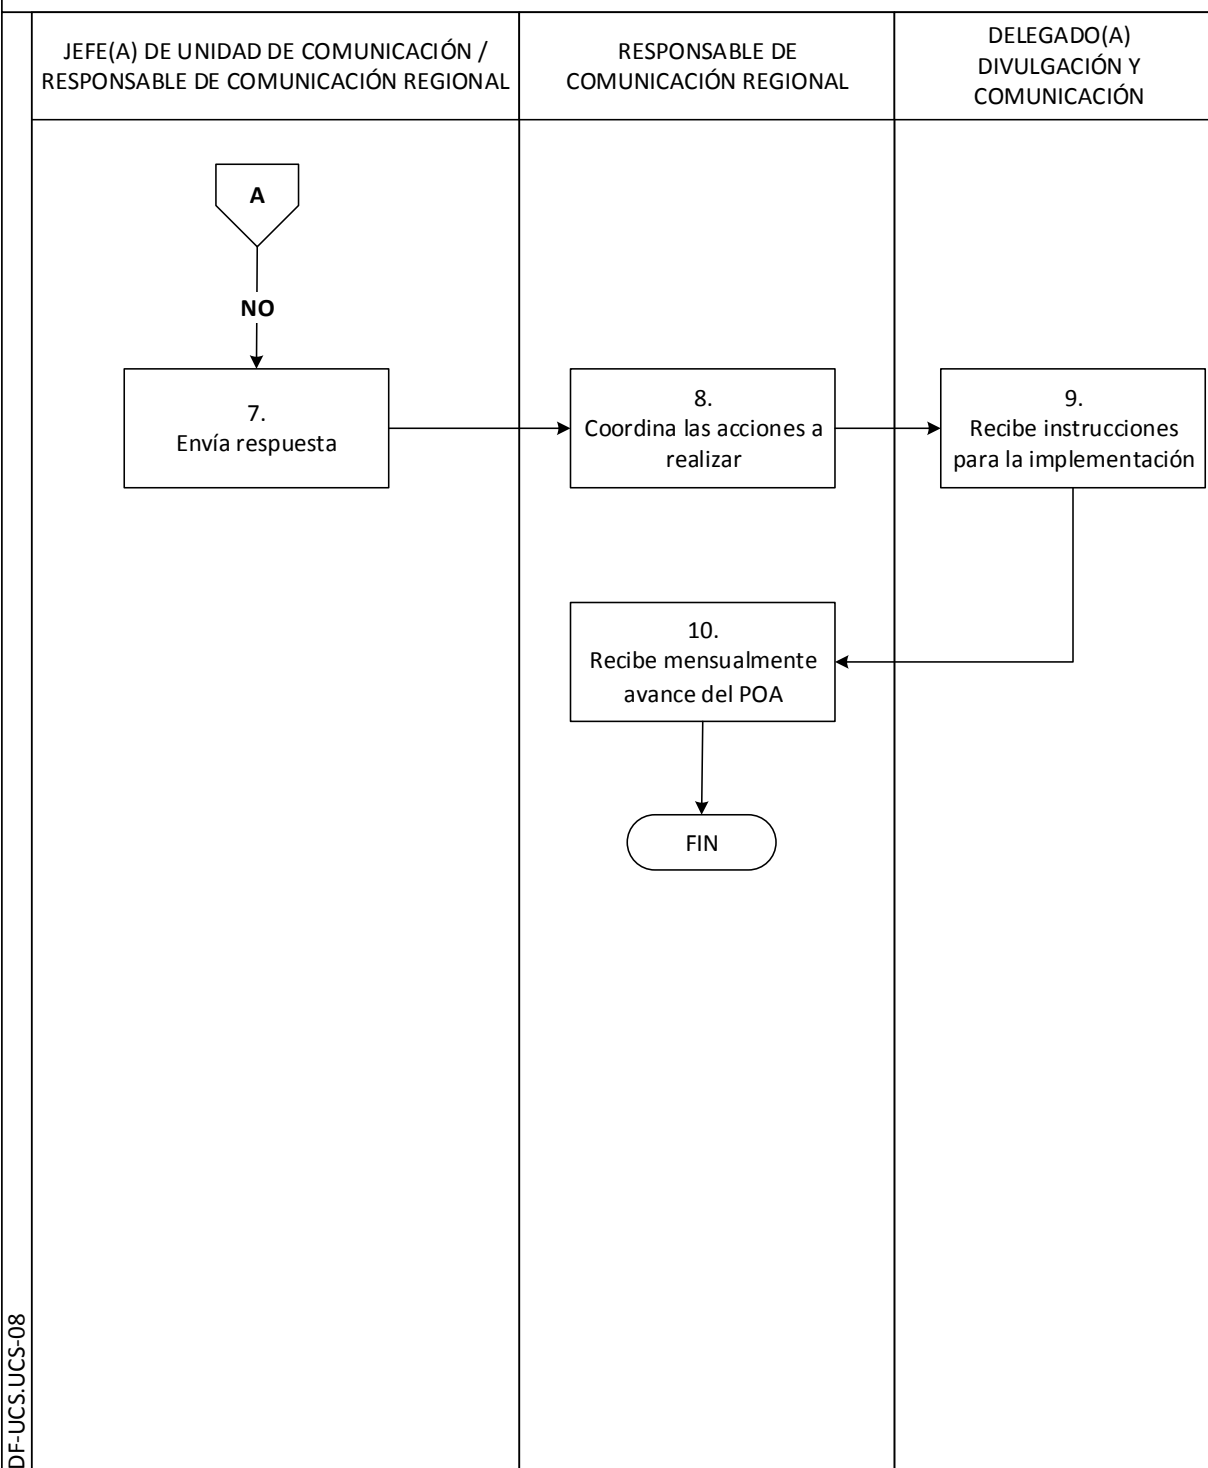 JEFE(A) DE UNIDAD DE COMUNICACIÓN /
RESPONSABLE DE COMUNICACIÓN REGIONAL
RESPONSABLE DE
COMUNICACIÓN REGIONAL
DELEGADO(A)
DIVULGACIÓN Y
COMUNICACIÓN
A
NO
7.
Envía respuesta
8.
Coordina las acciones a
realizar
9.
Recibe instrucciones
para la implementación
10.
Recibe mensualmente
avance del POA
FIN
DF-UCS.UCS-08